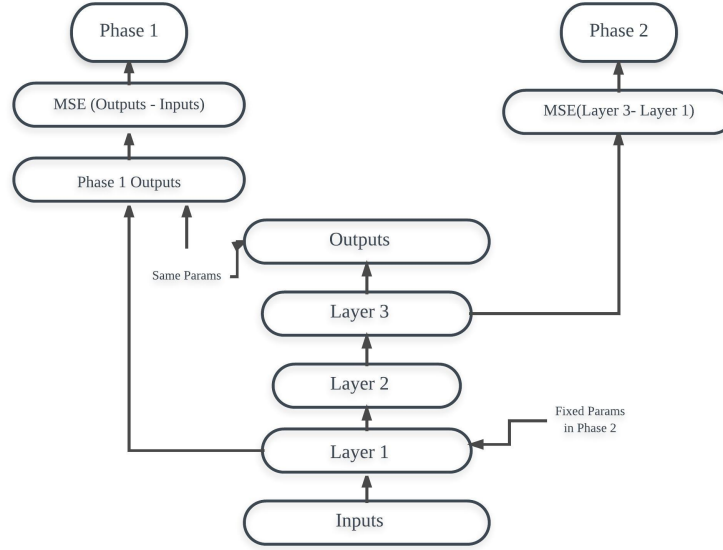 Phase 1
Phase 2
MSE (Outputs - Inputs)
MSE(Layer 3- Layer 1)
Phase 1 Outputs
Outputs
Same Params
Layer 3
Layer 2
Fixed Params
in Phase 2
Layer 1
Inputs